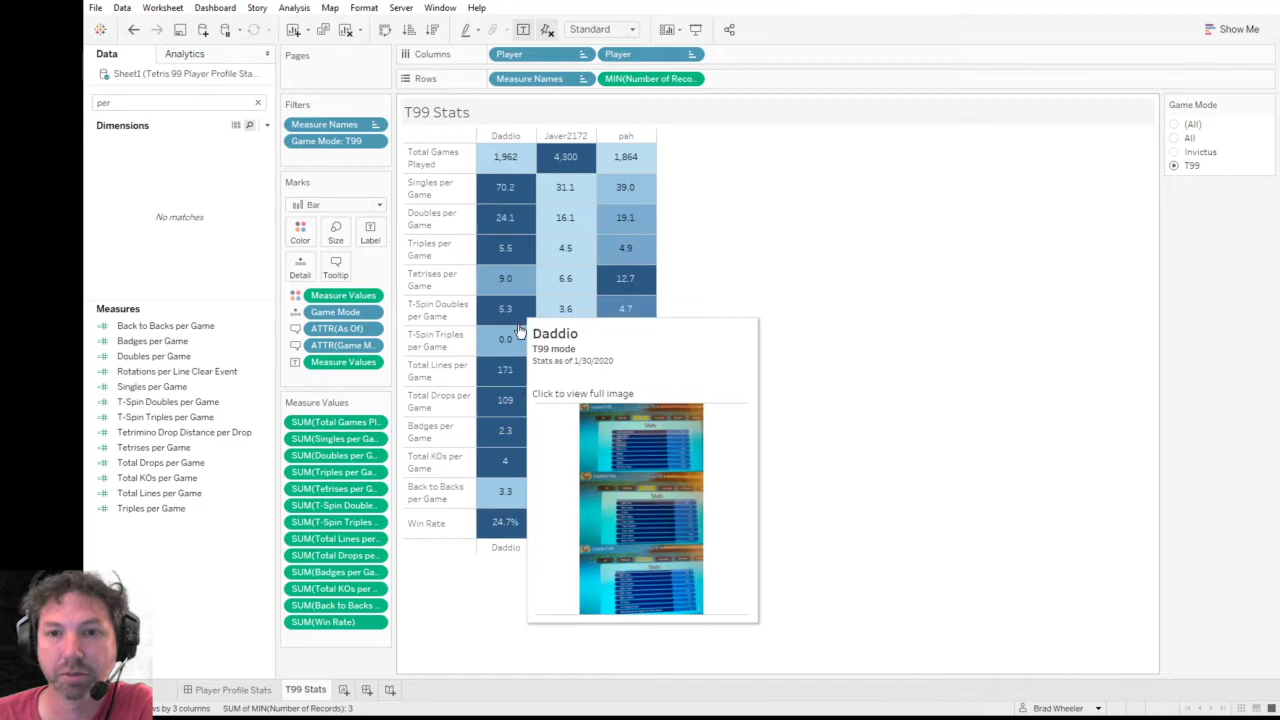 File Data Worksheet Dashboard Story Analysis Map Format Server Window Help
Standard
Show Me
Data Analytics
Sheet1 (Tetris 99 Player Profile Sta...
per
Dimensions
No matches
Measures
Back to Backs per Game
Badges per Game
Doubles per Game
Rotations per Line Clear Event
Singles per Game
T-Spin Doubles per Game
T-Spin Triples per Game
Tetrimino Drop Distance per Drop
Tetrises per Game
Total Drops per Game
Total KOs per Game
Total Lines per Game
Triples per Game
Pages
Filters
Measure Names
Game Mode: T99
Marks
Bar
Color Size Label
Detail Tooltip
Measure Values
Game Mode
ATTR(As Of)
ATTR(Game M..
Measure Values
Measure Values
SUM(Total Games Pl..
SUM(Singles per Ga..
SUM(Doubles per G..
SUM(Triples per Ga..
SUM(Tetrises per G..
SUM(T-Spin Double..
SUM(T-Spin Triples ..
SUM(Total Lines per..
SUM(Total Drops pe..
SUM(Badges per Ga..
SUM(Total KOs per ..
SUM(Back to Backs ..
SUM(Win Rate)
Columns Player Player
Rows Measure Names MIN(Number of Reco..
T99 Stats
Daddio Javer2172 pah
Total Games
Played
1,962 4,300 1,864
Singles per
Game
70.2 31.1 39.0
Doubles per
Game
24.1 16.1 19.1
Triples per
Game
5.5 4.5 4.9
Tetrises per
Game
9.0 6.6 12.7
T-Spin Doubles
per Game
5.3 3.6 4.7
T-Spin Triples
per Game
0.0
Total Lines per
Game
171
Total Drops per
Game
109
Badges per
Game
2.3
Total KOs per
Game
4
Back to Backs
per Game
3.3
Win Rate 24.7%
Daddio
Daddio
T99 mode
Stats as of 1/30/2020
Click to view full image
Stats
Stats
Stats
Game Mode
(All)
All
Invictus
T99
Player Profile Stats T99 Stats
ws by 3 columns SUM of MIN(Number of Records): 3
Brad Wheeler